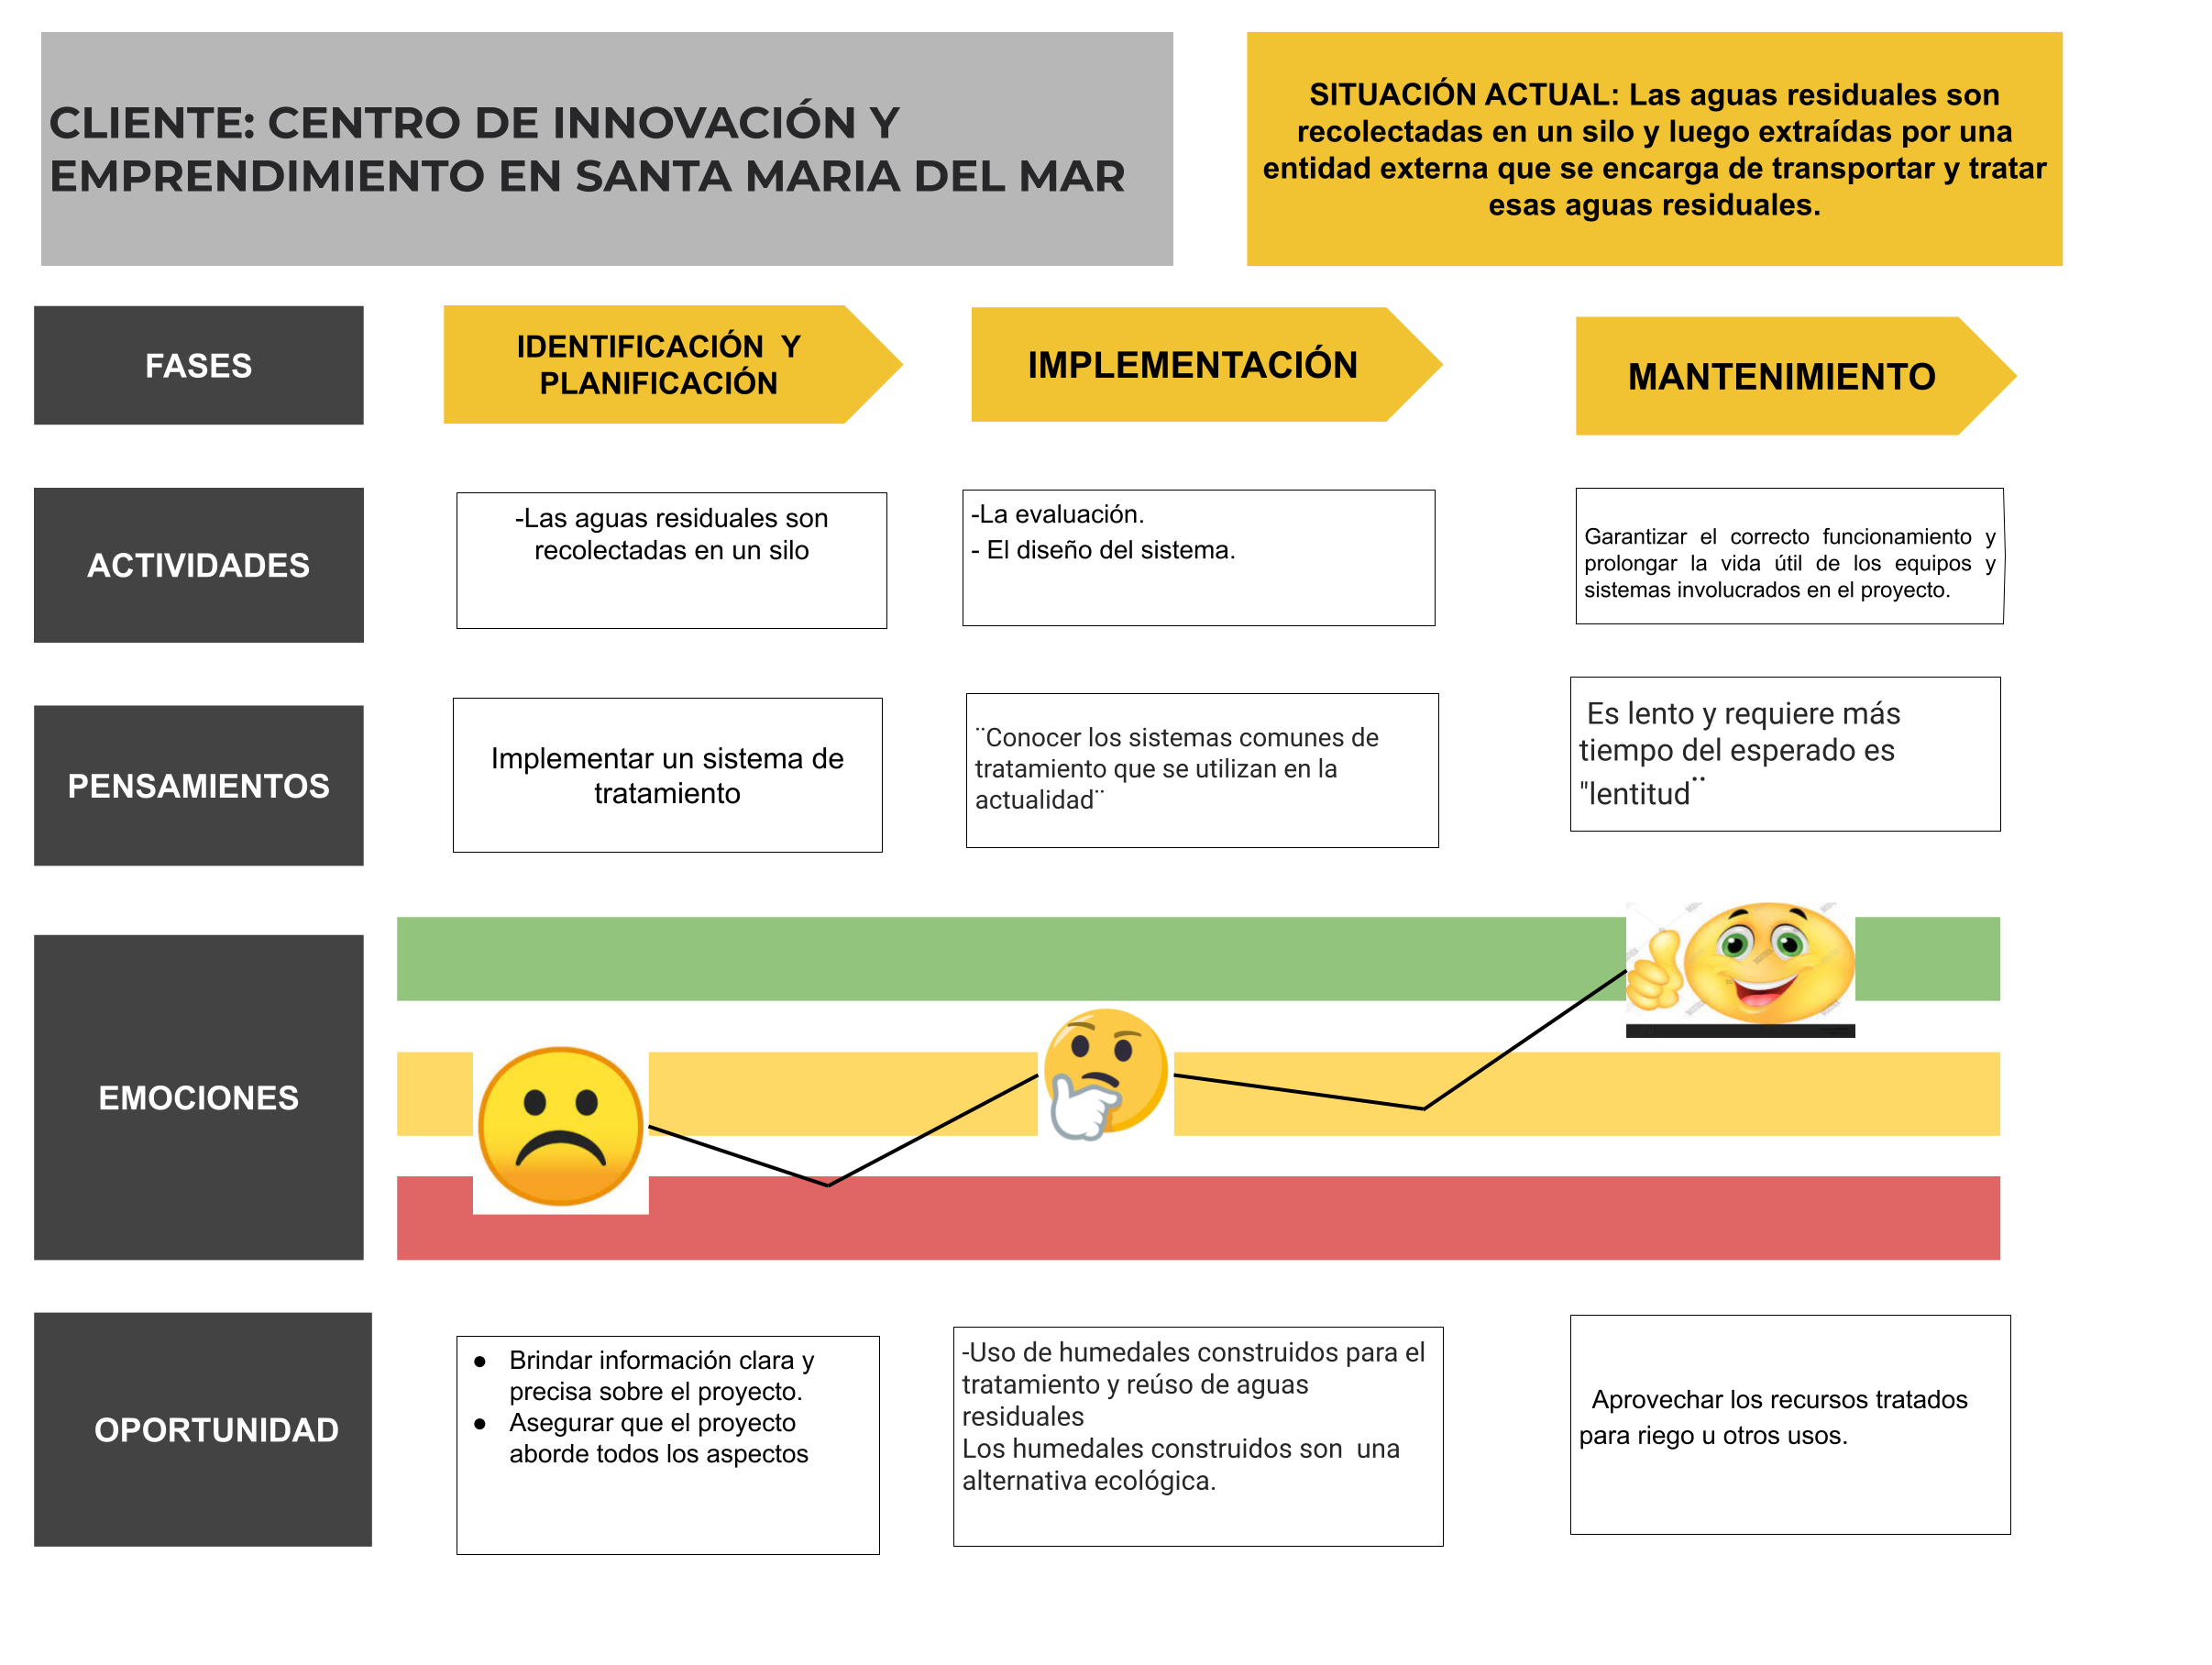 CLIENTE: CENTRO DE INNOVACIÓN Y
EMPRENDIMIENTO EN SANTA MARIA DEL MAR
SITUACIÓN ACTUAL: Las aguas residuales son
recolectadas en un silo y luego extraídas por una
entidad externa que se encarga de transportar y tratar
esas aguas residuales.
FASES
IDENTIFICACIÓN Y
PLANIFICACIÓN
IMPLEMENTACIÓN
MANTENIMIENTO
ACTIVIDADES
-Las aguas residuales son
recolectadas en un silo
-La evaluación.
- El diseño del sistema.
Garantizar el correcto funcionamiento y
prolongar la vida útil de los equipos y
sistemas involucrados en el proyecto.
PENSAMIENTOS
Implementar un sistema de
tratamiento
¨Conocer los sistemas comunes de
tratamiento que se utilizan en la
actualidad¨
Es lento y requiere más
tiempo del esperado es
"lentitud¨
EMOCIONES
OPORTUNIDAD
● Brindar información clara y
precisa sobre el proyecto.
● Asegurar que el proyecto
aborde todos los aspectos
-Uso de humedales construidos para el
tratamiento y reúso de aguas
residuales
Los humedales construidos son una
alternativa ecológica.
Aprovechar los recursos tratados
para riego u otros usos.